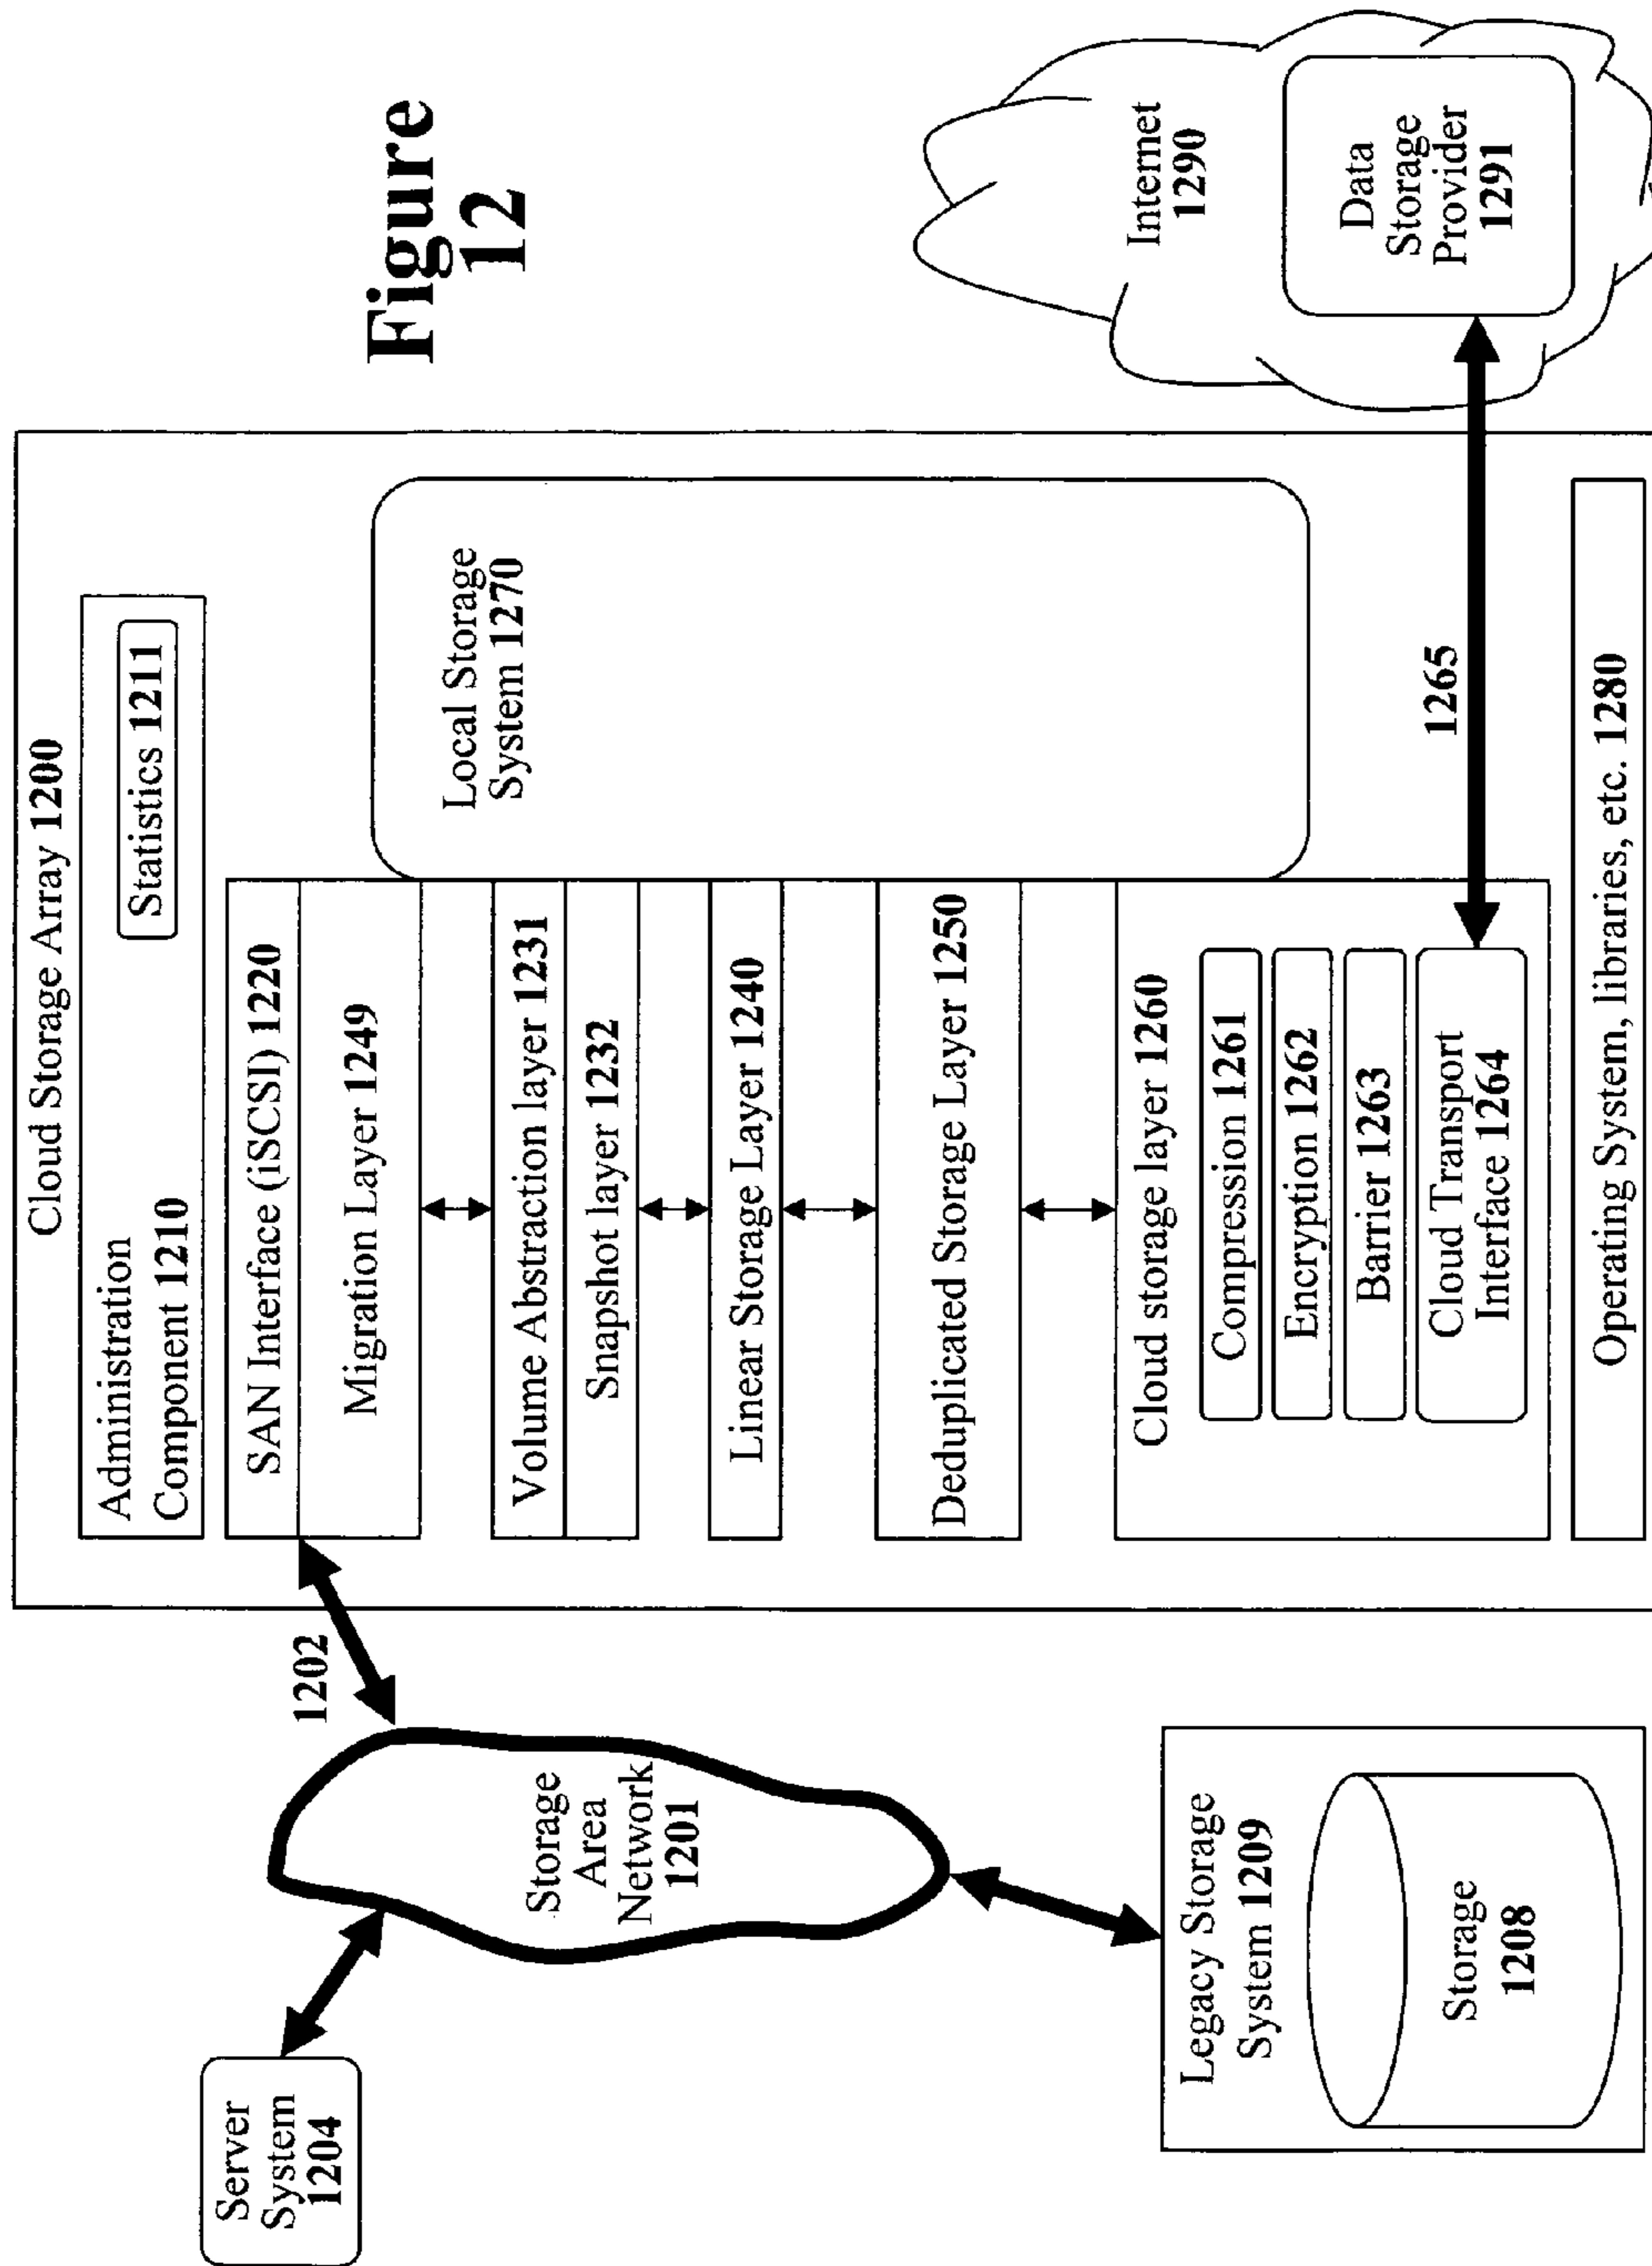 Figure
12
Cloud Storage Array 1200
Administration
Component 1210
Statistics 1211
SAN Interface (iSCSI) 1220
Migration Layer 1249
Volume Abstraction layer 1231
Snapshot layer 1232
Linear Storage Layer 1240
Deduplicated Storage Layer 1250
Cloud storage layer 1260
Compression 1261
Encryption 1262
Barrier 1263
Cloud Transport
Interface 1264
Local Storage
System 1270
Operating System, libraries, etc. 1280
1265
Internet
1290
Data
Storage
Provider
1291
1202
Server
System
1204
Storage
Area
Network
1201
Legacy Storage
System 1209
Storage
1208